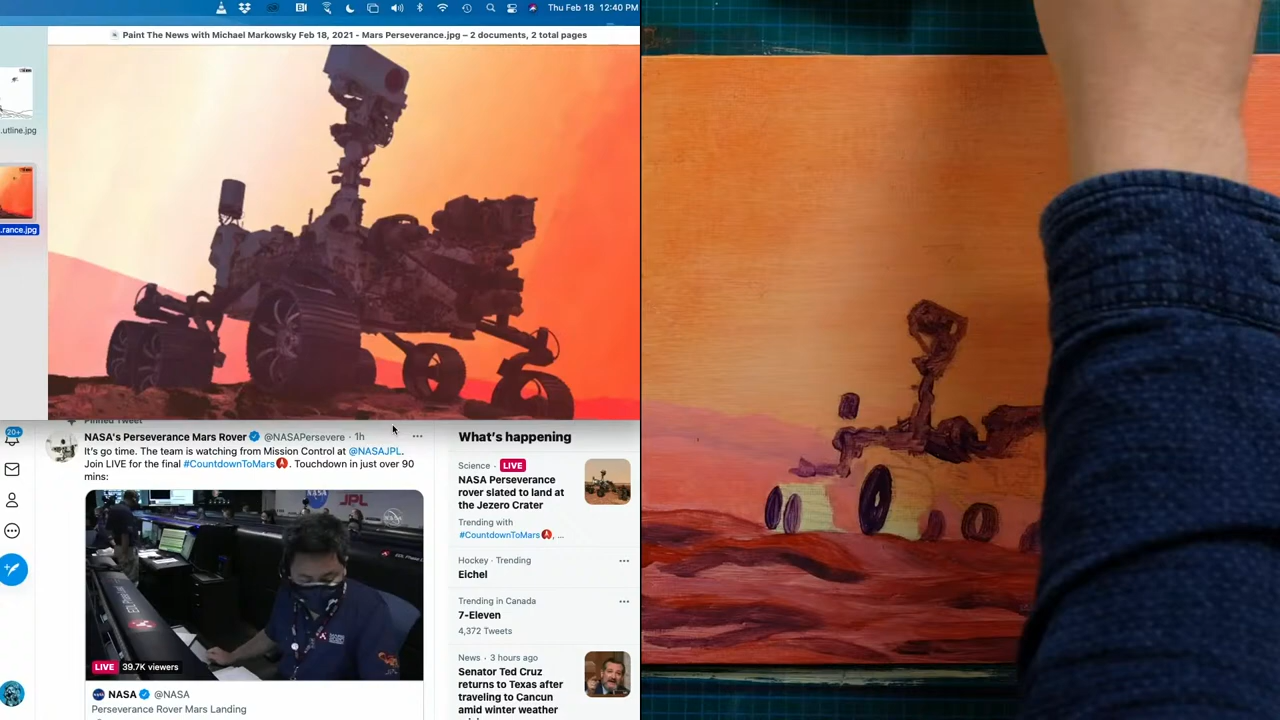 Thu Feb 18 12:40 PM
Paint The News with Michael Markowsky Feb 18, 2021 - Mars Perseverance.jpg – 2 documents, 2 total pages
...utline.jpg
...rance.jpg
Pinned Tweet
20+
NASA's Perseverance Mars Rover @NASAPersevere · 1h
It's go time. The team is watching from Mission Control at @NASAJPL.
Join LIVE for the final #CountdownToMars. Touchdown in just over 90
mins:
NASA
JPL
NASA
LIVE 39.7K viewers
NASA @NASA
Perseverance Rover Mars Landing
What's happening
Science · LIVE
NASA Perseverance
rover slated to land at
the Jezero Crater
Trending with
#CountdownToMars, ...
Hockey · Trending
Eichel
Trending in Canada
7-Eleven
4,372 Tweets
News · 3 hours ago
Senator Ted Cruz
returns to Texas after
traveling to Cancun
amid winter weather